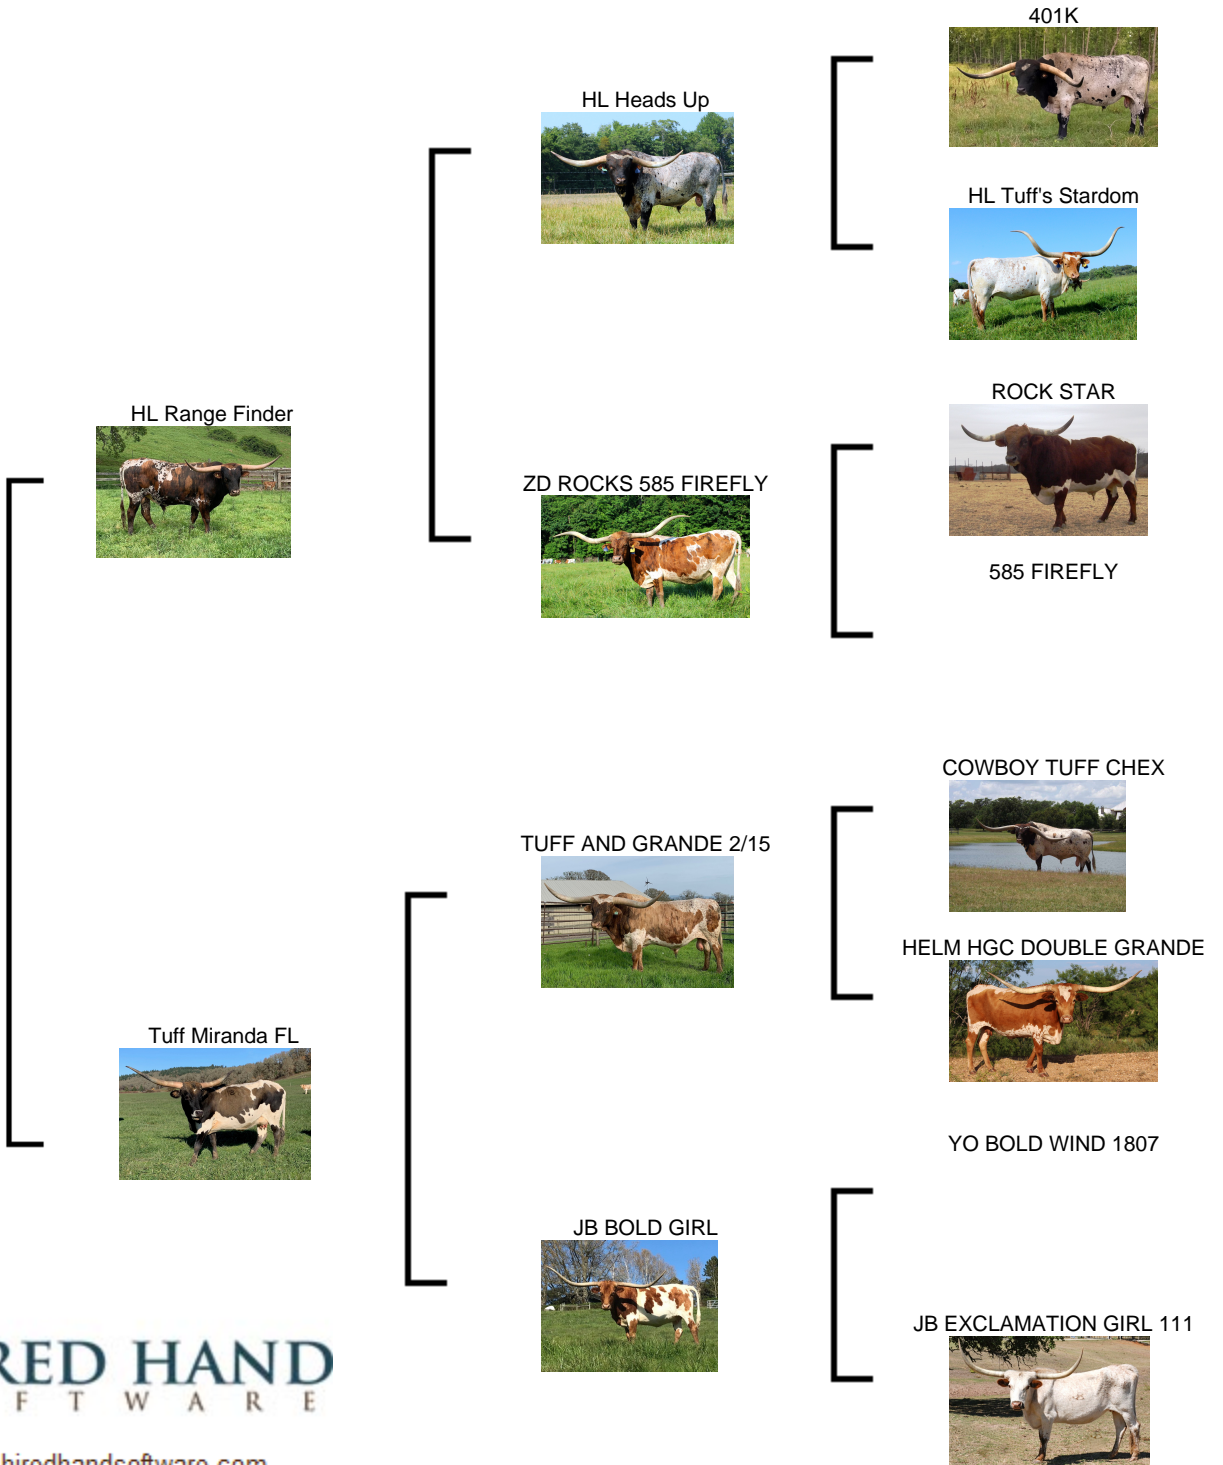 401K
HL Heads Up
HL Tuff's Stardom
ROCK STAR
HL Range Finder
ZD ROCKS 585 FIREFLY
585 FIREFLY
COWBOY TUFF CHEX
TUFF AND GRANDE 2/15
HELM HGC DOUBLE GRANDE
Tuff Miranda FL
YO BOLD WIND 1807
JB BOLD GIRL
JB EXCLAMATION GIRL 111
RED HAND
F T W A R E
hiredhandsoftware.com